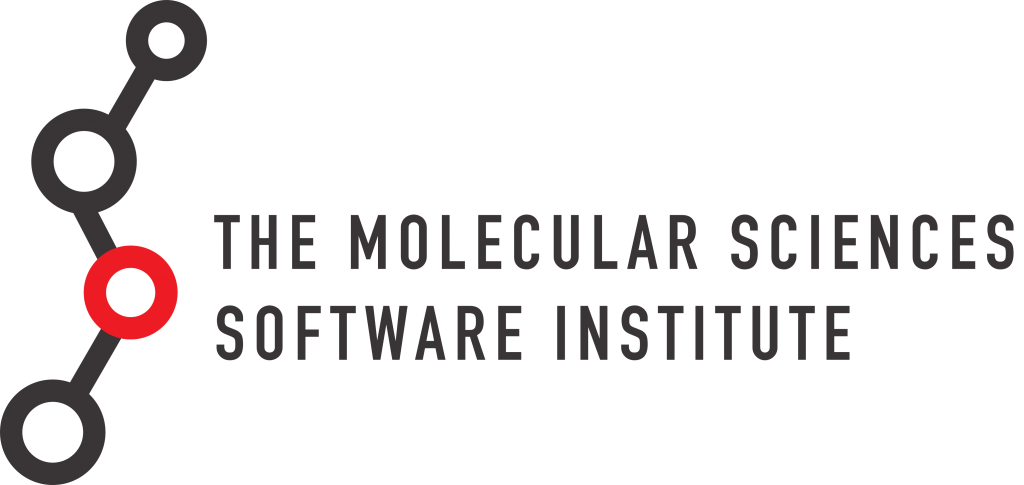 THE MOLECULAR SCIENCES
SOFTWARE INSTITUTE